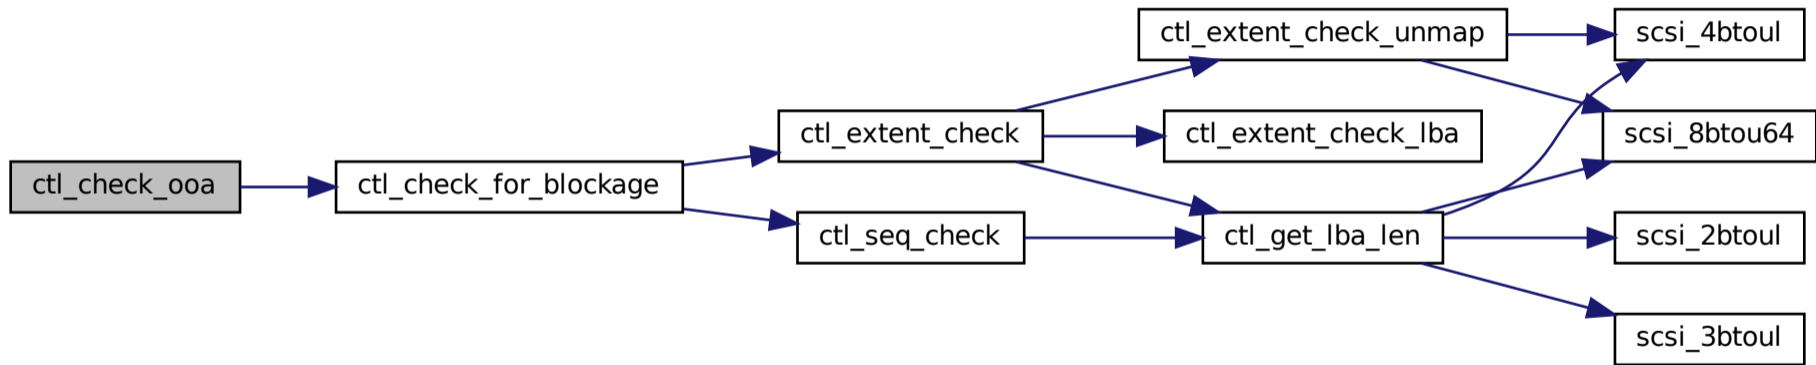 ctl_check_ooa
ctl_check_for_blockage
ctl_extent_check
ctl_seq_check
ctl_extent_check_unmap
ctl_extent_check_lba
ctl_get_lba_len
scsi_4btoul
scsi_8btou64
scsi_2btoul
scsi_3btoul